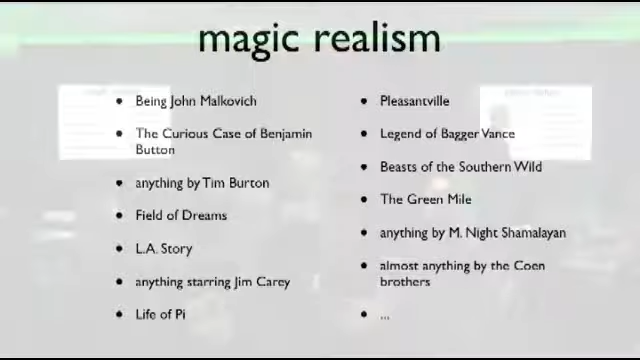 magic realism
• Being John Malkovich
• The Curious Case of Benjamin
Button
• anything by Tim Burton
• Field of Dreams
• L.A. Story
• anything starring Jim Carey
• Life of Pi
• Pleasantville
• Legend of Bagger Vance
• Beasts of the Southern Wild
• The Green Mile
• anything by M. Night Shamalayan
• almost anything by the Coen
brothers
• ...